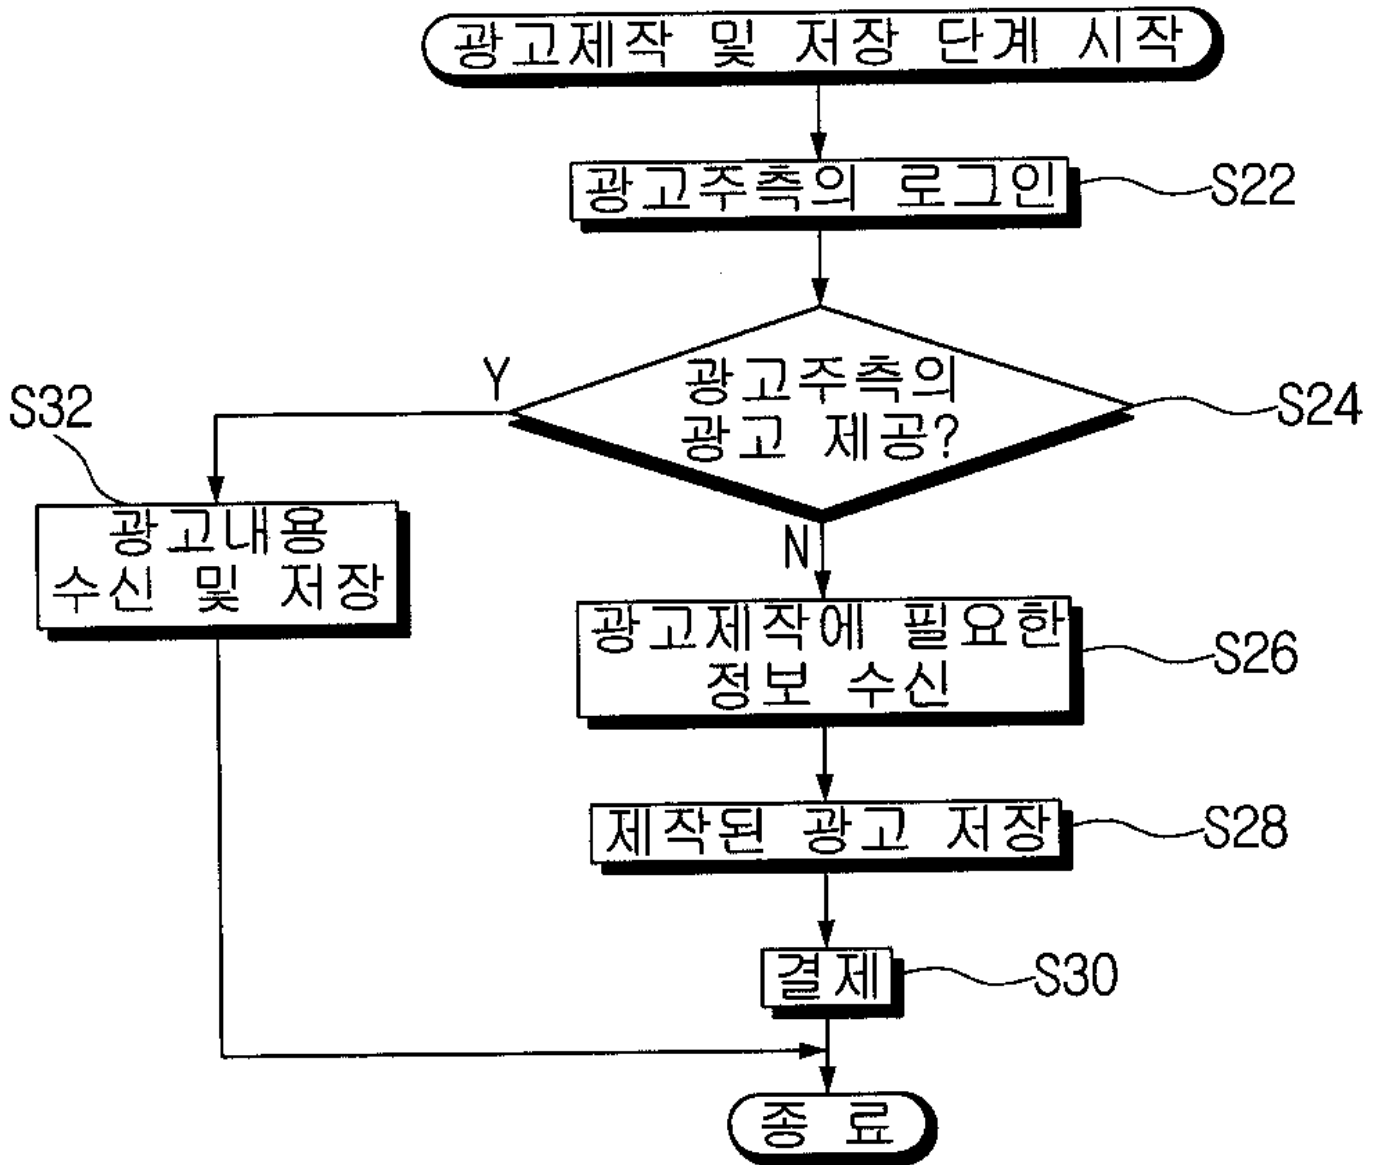 광고제작 및 저장 단계 시작
광고주측의 로그인
S22
Y
광고주측의
광고 제공?
S24
S32
광고내용
수신 및 저장
N
광고제작에 필요한
정보 수신
S26
제작된 광고 저장
S28
결제
S30
종료